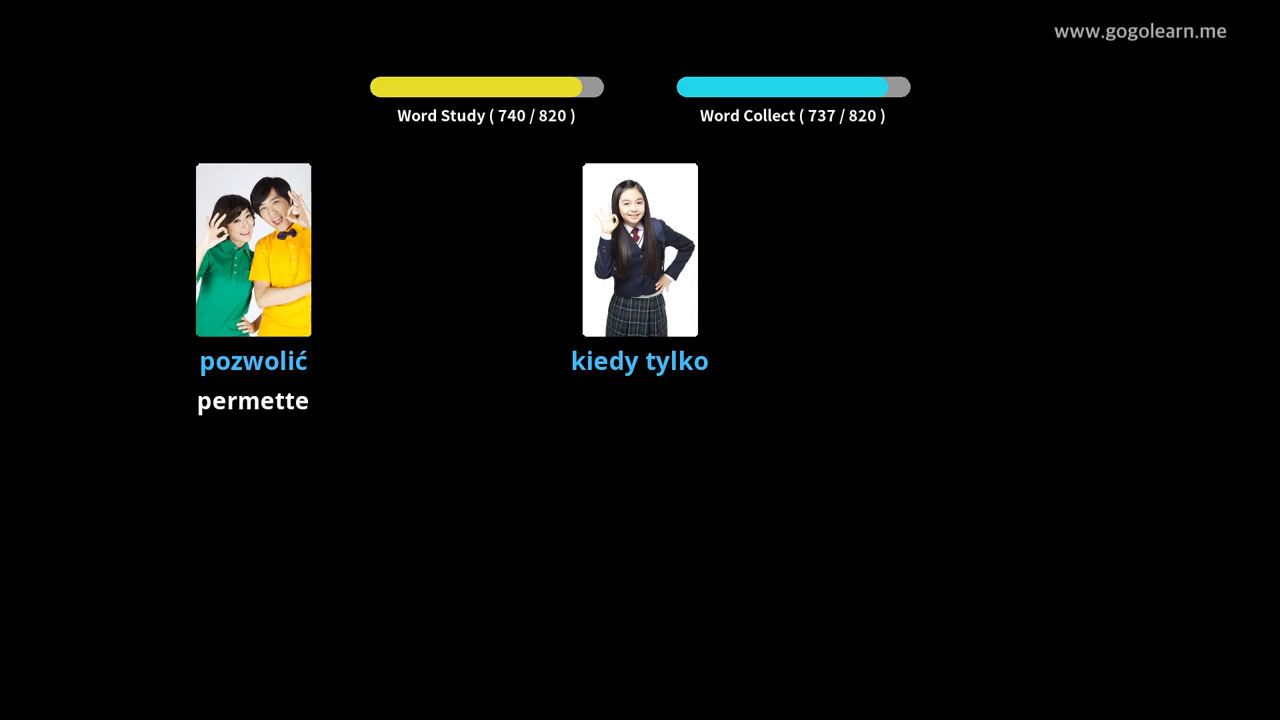 www.gogolearn.me
Word Study ( 740 / 820 )
Word Collect ( 737 / 820 )
pozwolić
kiedy tylko
permette